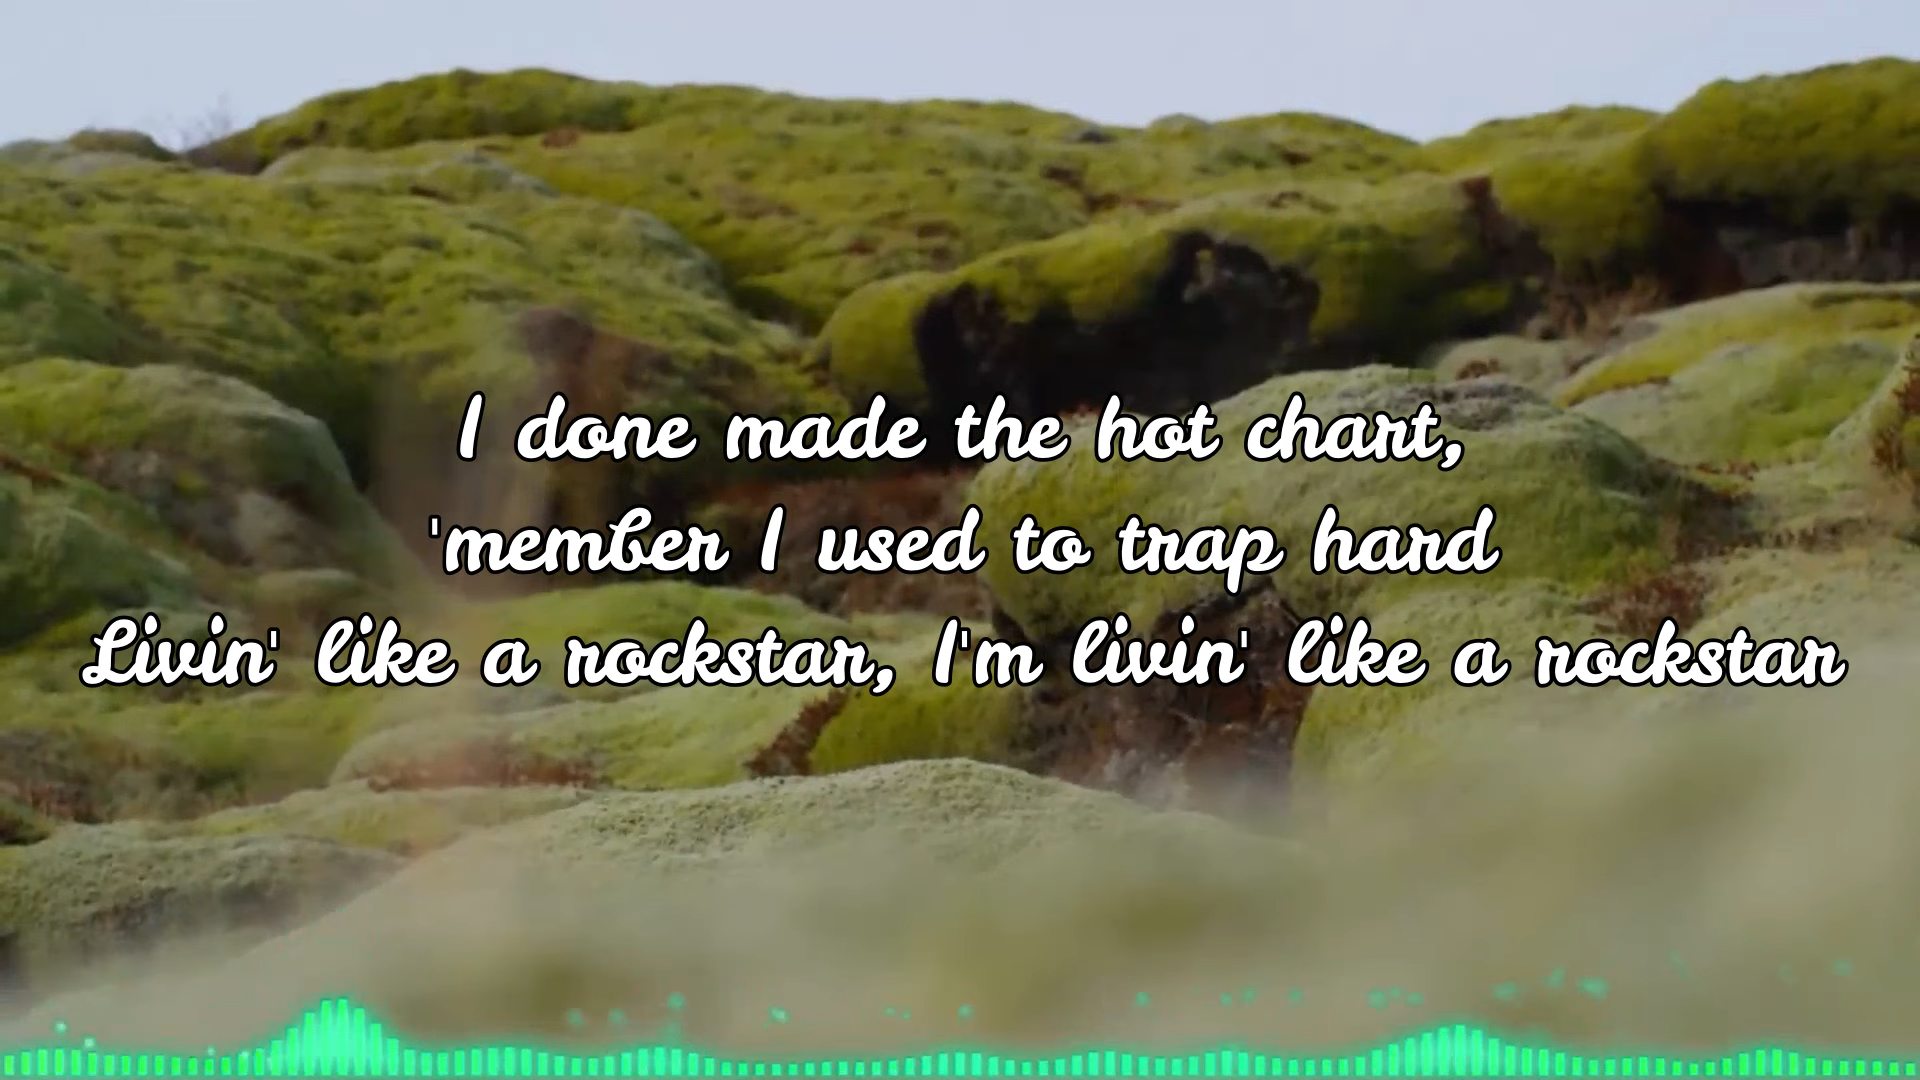 I done made the hot chart,
'member I used to trap hard
Livin' like a rockstar, I'm livin' like a rockstar